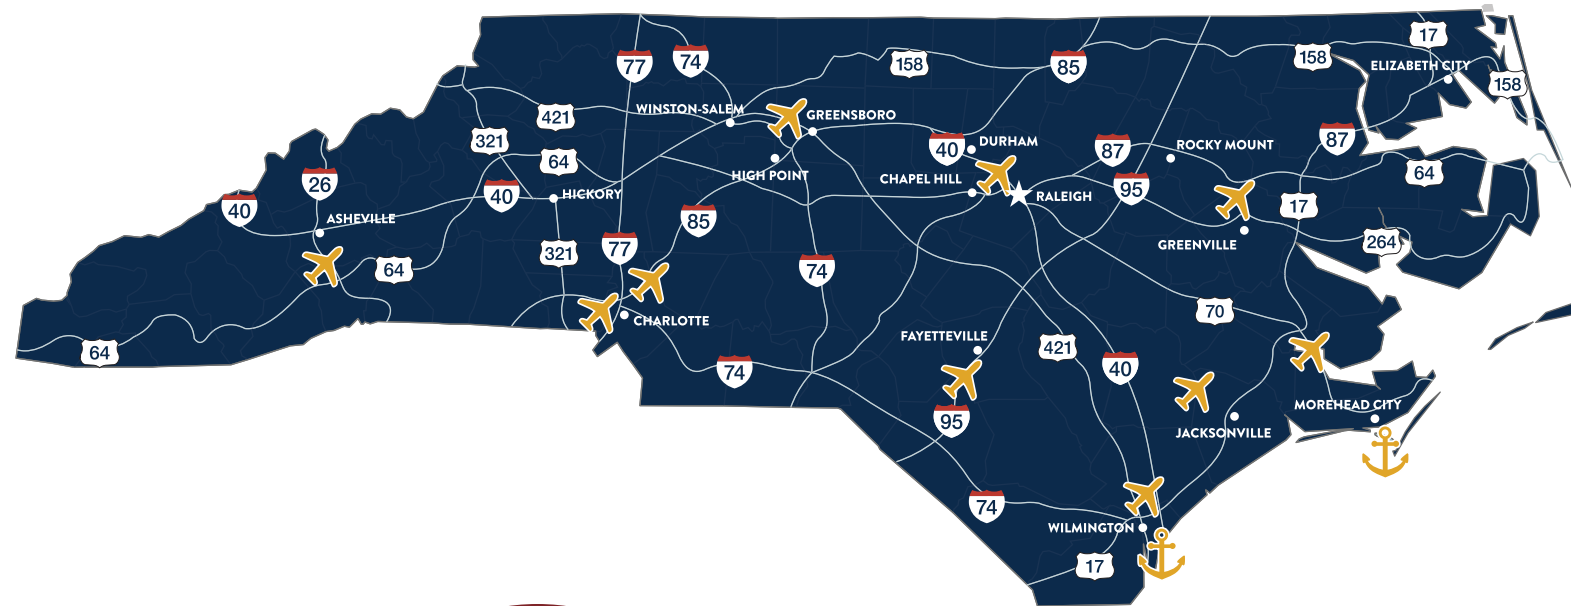 17
77
74
158
85
158
ELIZABETH CITY
158
WINSTON-SALEM
421
GREENSBORO
321
64
40
DURHAM
87
ROCKY MOUNT
87
HIGH POINT
CHAPEL HILL
95
64
26
40
HICKORY
RALEIGH
40
ASHEVILLE
85
17
GREENVILLE
264
77
321
64
74
CHARLOTTE
70
FAYETTEVILLE
421
64
74
40
MOREHEAD CITY
95
JACKSONVILLE
74
WILMINGTON
17